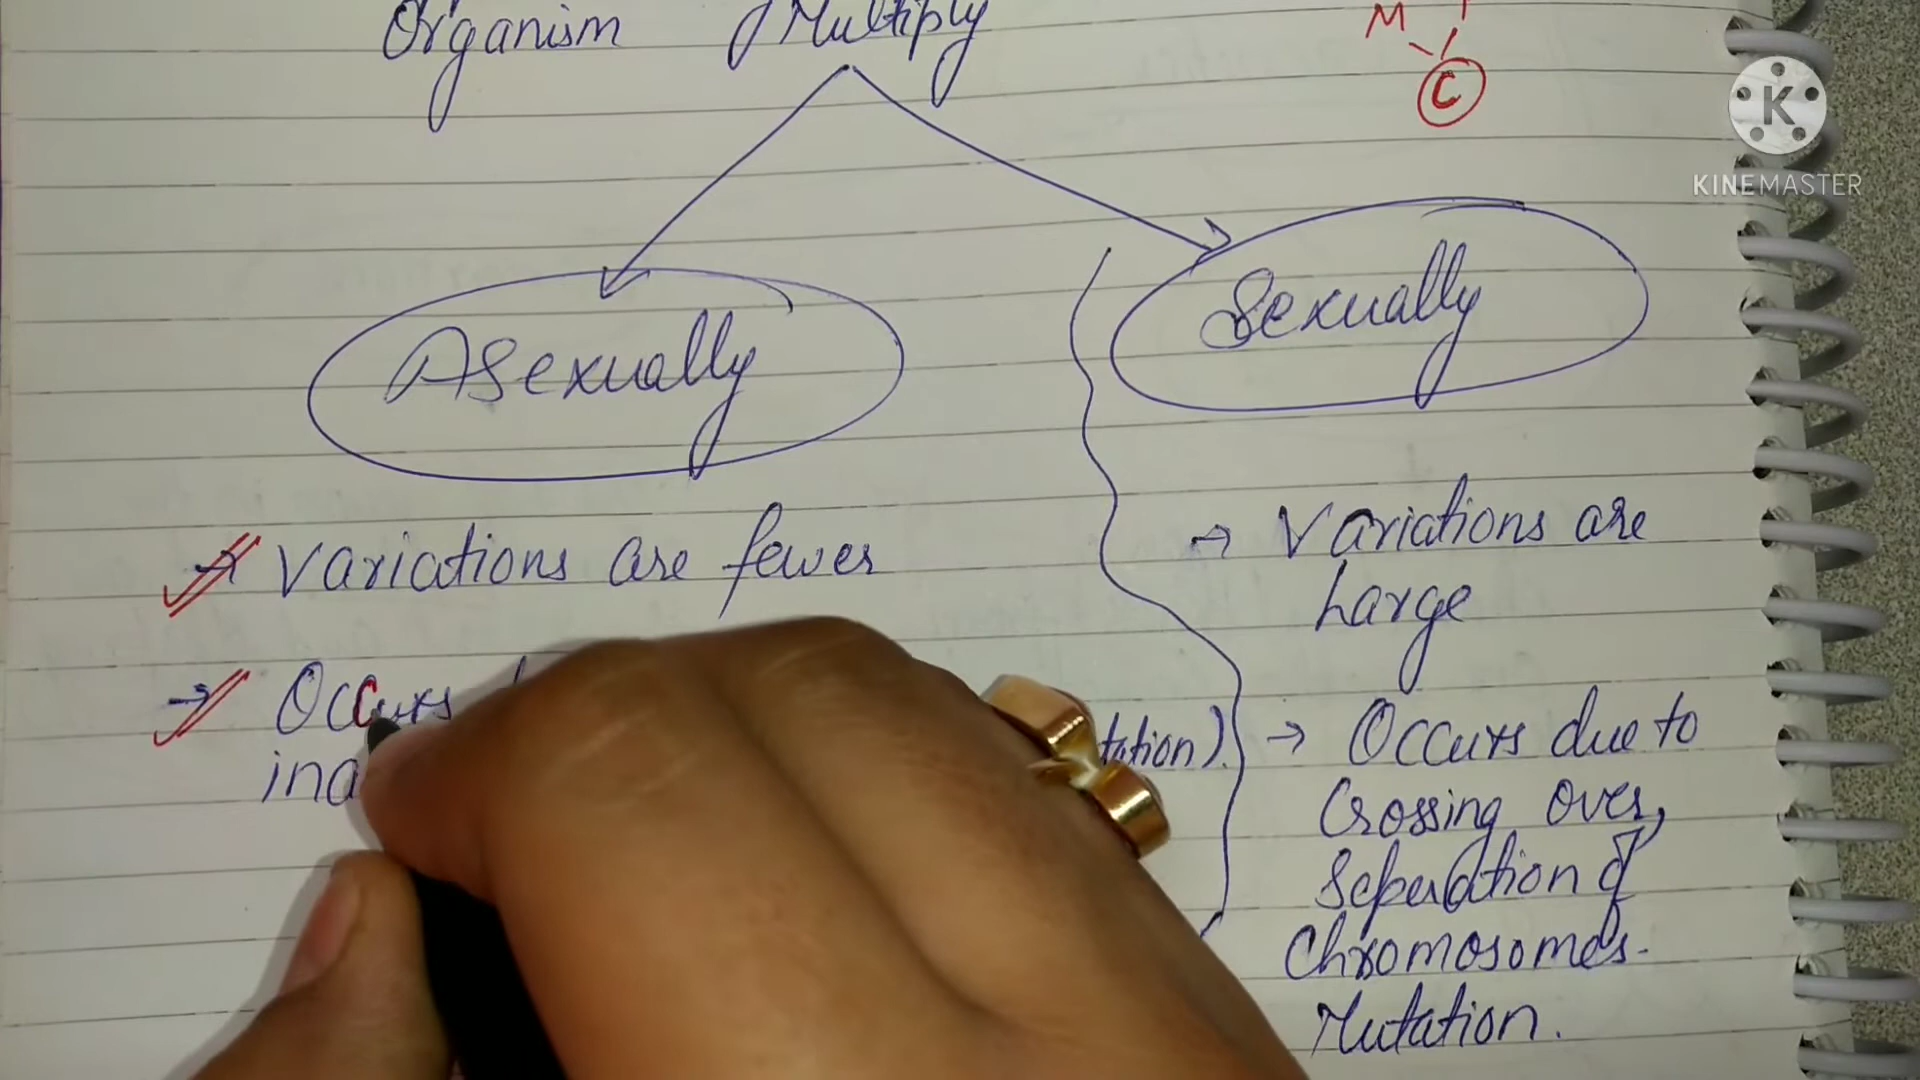 Organism Multiply
M
C
K
KINEMASTER
Asexually
Sexually
→ Variations are fewer
→ Variations are
Large
→ Occurs
ina tation).
→ Occurs due to
Crossing over,
Seperation of
Chromosomes.
Mutation.